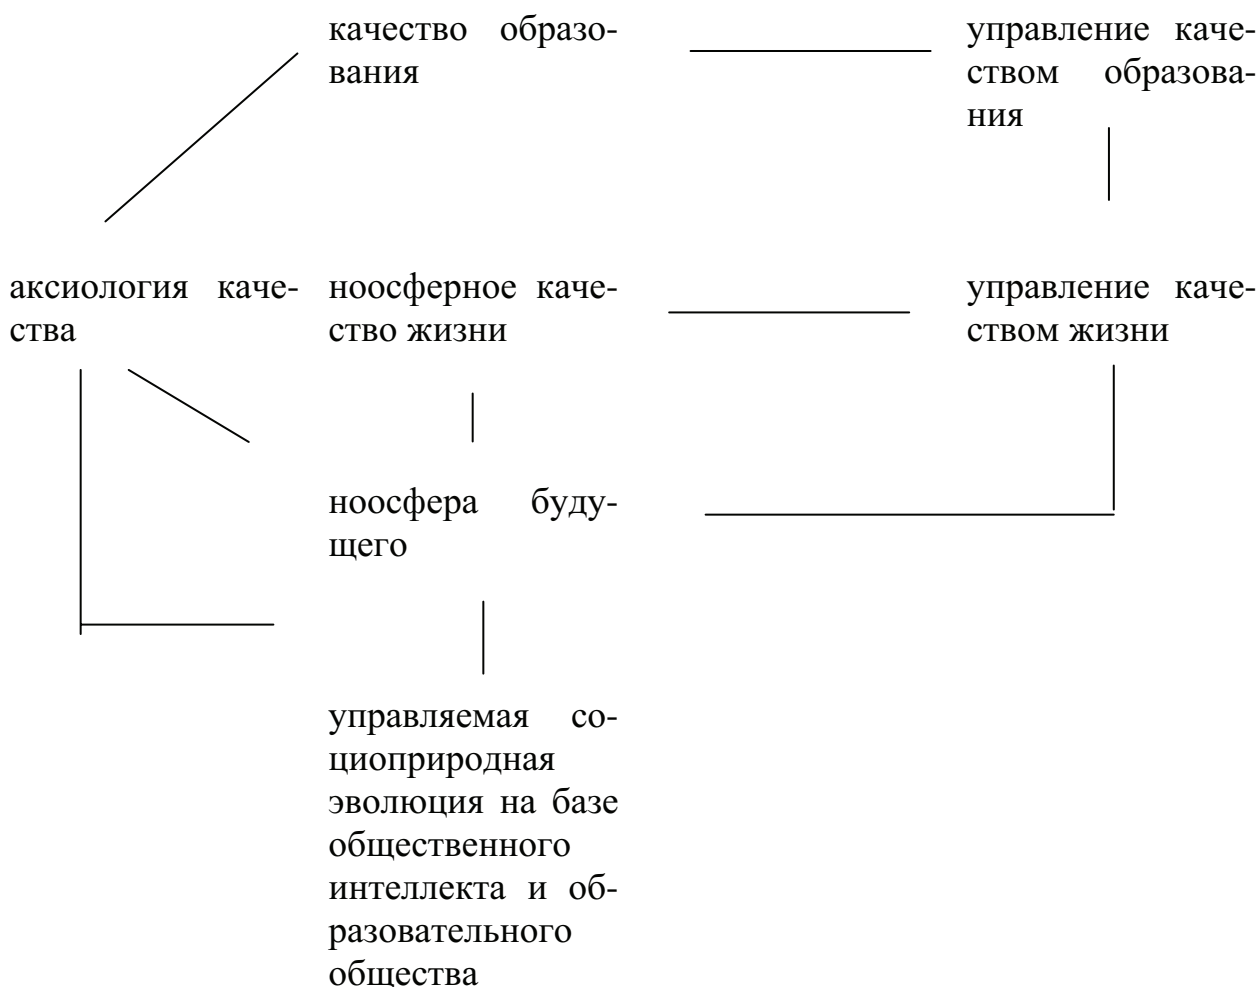 качество образо-
вания
управление каче-
ством образова-
ния
аксиология каче-
ства
ноосферное каче-
ство жизни
управление каче-
ством жизни
ноосфера буду-
щего
управляемая со-
циоприродная
эволюция на базе
общественного
интеллекта и об-
разовательного
общества